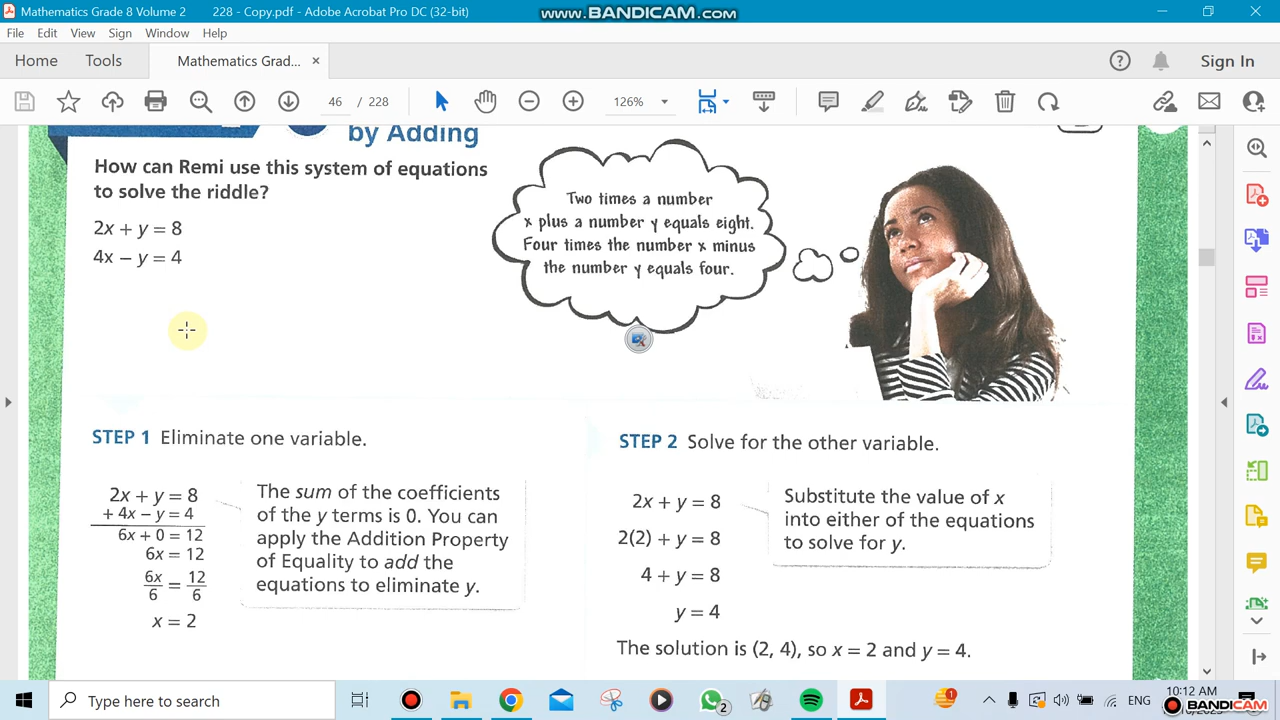 Mathematics Grade 8 Volume 2 228 - Copy.pdf - Adobe Acrobat Pro DC (32-bit)
www.BANDICAM.com
File Edit View Sign Window Help
Home Tools Mathematics Grad... × Sign In
46 / 228 126%
by Adding
How can Remi use this system of equations
to solve the riddle?
2x + y = 8
4x − y = 4
Two times a number
x plus a number y equals eight.
Four times the number x minus
the number y equals four.
STEP 1 Eliminate one variable.
2x + y = 8
+ 4x − y = 4
6x + 0 = 12
6x = 12
6x/6 = 12/6
x = 2
The sum of the coefficients
of the y terms is 0. You can
apply the Addition Property
of Equality to add the
equations to eliminate y.
STEP 2 Solve for the other variable.
2x + y = 8
2(2) + y = 8
4 + y = 8
y = 4
Substitute the value of x
into either of the equations
to solve for y.
The solution is (2, 4), so x = 2 and y = 4.
Type here to search
2
1
ENG
10:12 AM
BANDICAM